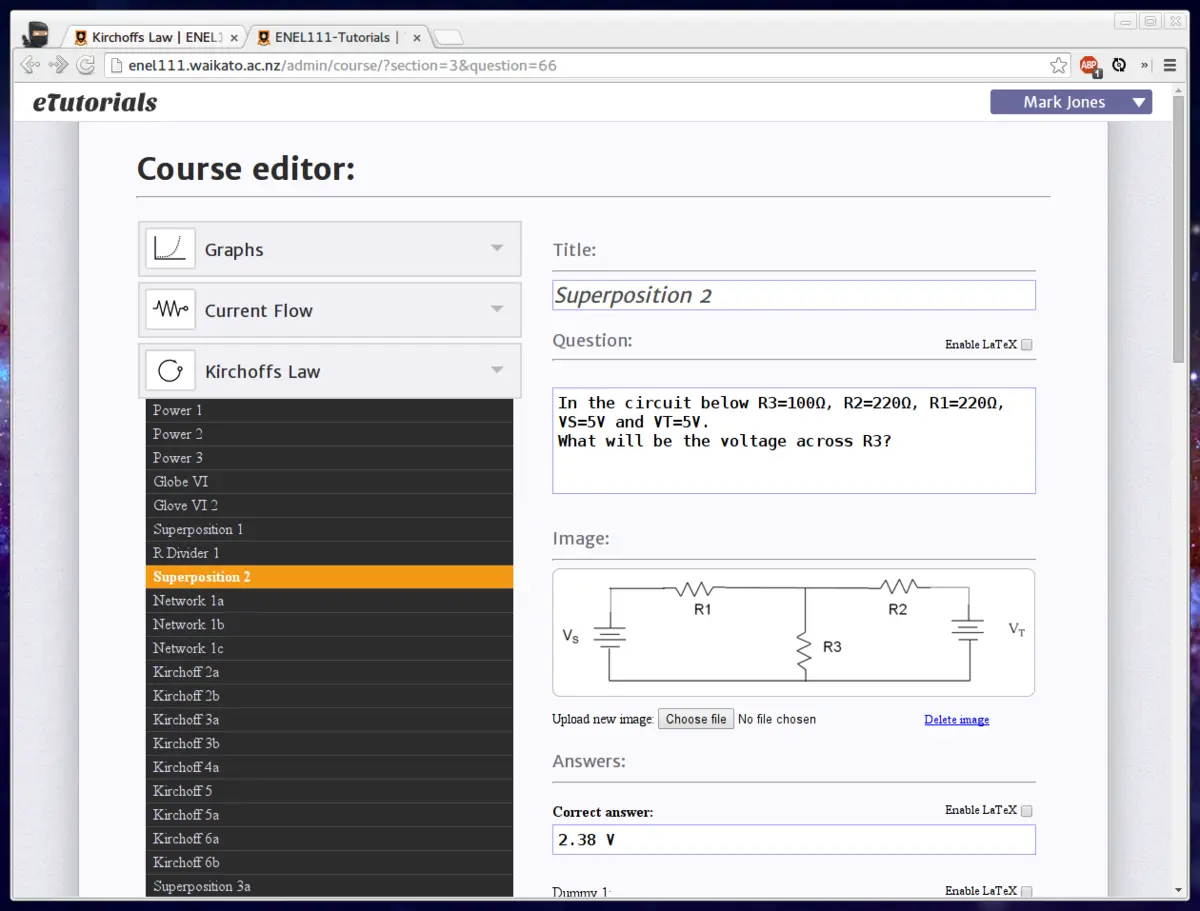 Kirchoffs Law | ENEL1
ENEL111-Tutorials |
enel111.waikato.ac.nz/admin/course/?section=3&question=66
ABP
1
eTutorials
Mark Jones
Course editor:
Graphs
Current Flow
Kirchoffs Law
Power 1
Power 2
Power 3
Globe VI
Glove VI 2
Superposition 1
R Divider 1
Superposition 2
Network 1a
Network 1b
Network 1c
Kirchoff 2a
Kirchoff 2b
Kirchoff 3a
Kirchoff 3b
Kirchoff 4a
Kirchoff 5
Kirchoff 5a
Kirchoff 6a
Kirchoff 6b
Superposition 3a
Title:
Superposition 2
Question:
Enable LaTeX
In the circuit below R3=100Ω, R2=220Ω, R1=220Ω,
VS=5V and VT=5V.
What will be the voltage across R3?
Image:
R1
R2
VS
R3
VT
Upload new image: Choose file No file chosen
Delete image
Answers:
Correct answer:
Enable LaTeX
2.38 V
Dummy 1:
Enable LaTeX